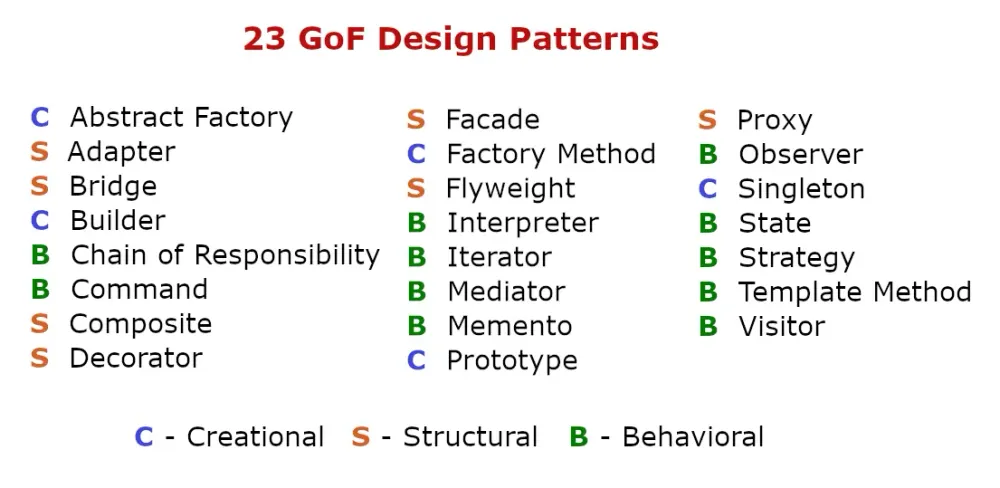 23 GoF Design Patterns
C Abstract Factory
S Adapter
S Bridge
C Builder
B Chain of Responsibility
B Command
S Composite
S Decorator
S Facade
C Factory Method
S Flyweight
B Interpreter
B Iterator
B Mediator
B Memento
C Prototype
S Proxy
B Observer
C Singleton
B State
B Strategy
B Template Method
B Visitor
C - Creational S - Structural B - Behavioral